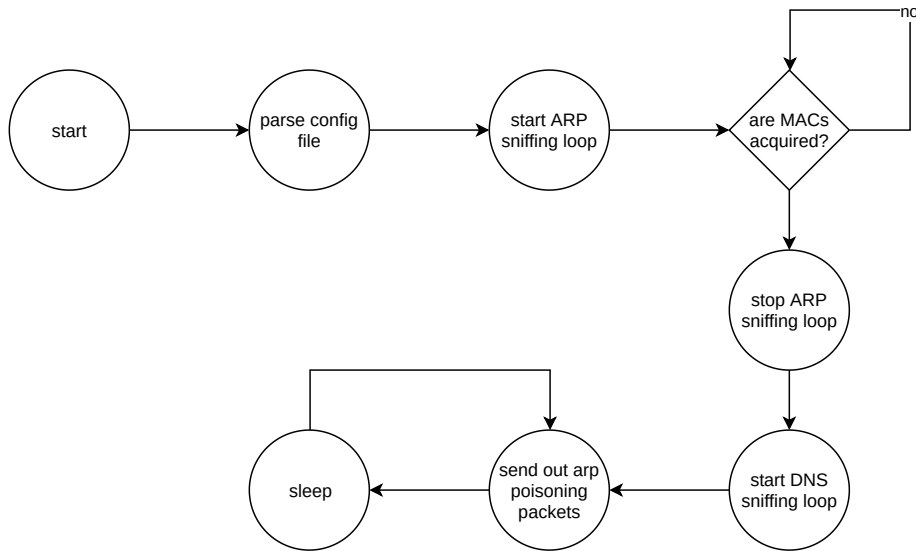 no
start
parse config
file
start ARP
sniffing loop
are MACs
acquired?
stop ARP
sniffing loop
sleep
send out arp
poisoning
packets
start DNS
sniffing loop